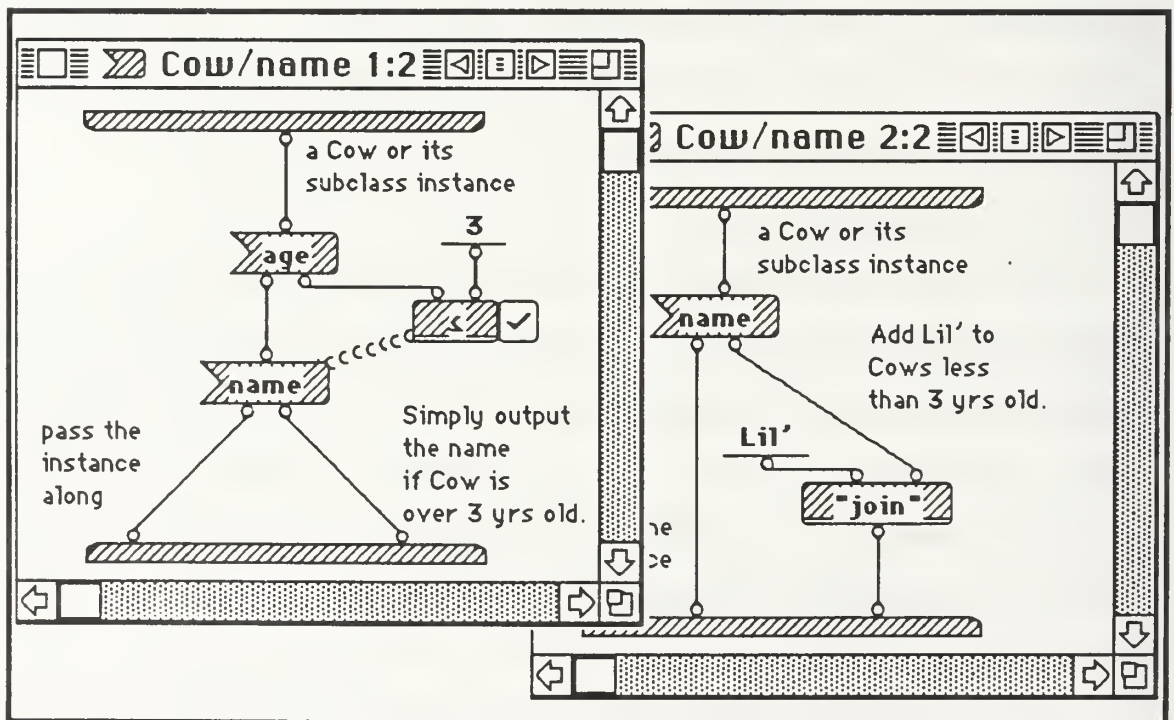 Cow/name 1:2
a Cow or its
subclass instance
3
age
<
name
pass the
instance
along
Simply output
the name
if Cow is
over 3 yrs old.
Cow/name 2:2
a Cow or its
subclass instance
name
Add Lil' to
Cows less
than 3 yrs old.
Lil'
"join"
ne
ce